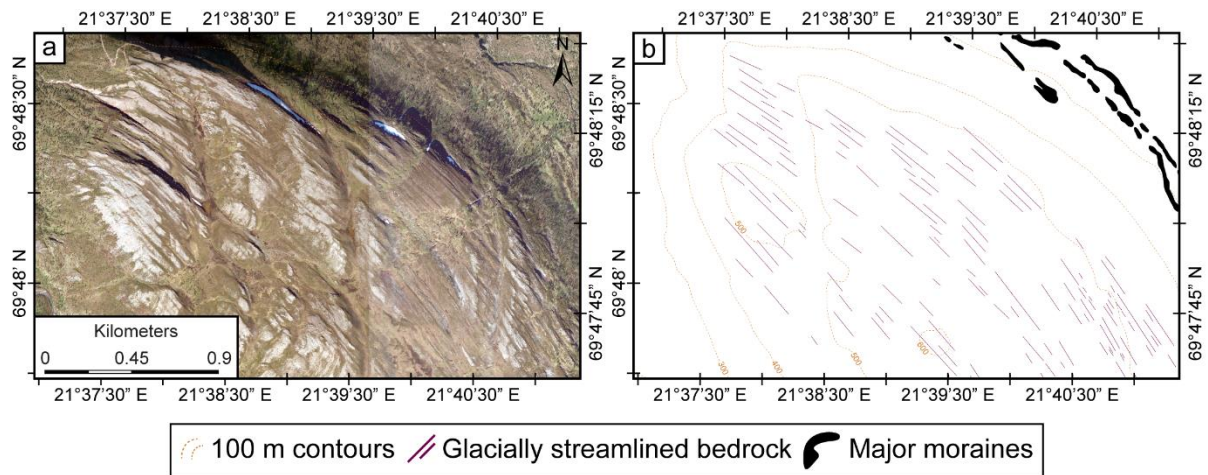 21°37'30" E 21°38'30" E 21°39'30" E 21°40'30" E
21°37'30" E 21°38'30" E 21°39'30" E 21°40'30" E
a
N
b
69°48'30" N
69°48' N
69°48'15" N
69°47'45" N
69°48'30" N
69°48' N
69°48'15" N
69°47'45" N
500
600
300
400
500
Kilometers
0 0.45 0.9
21°37'30" E 21°38'30" E 21°39'30" E 21°40'30" E
21°37'30" E 21°38'30" E 21°39'30" E 21°40'30" E
100 m contours Glacially streamlined bedrock Major moraines